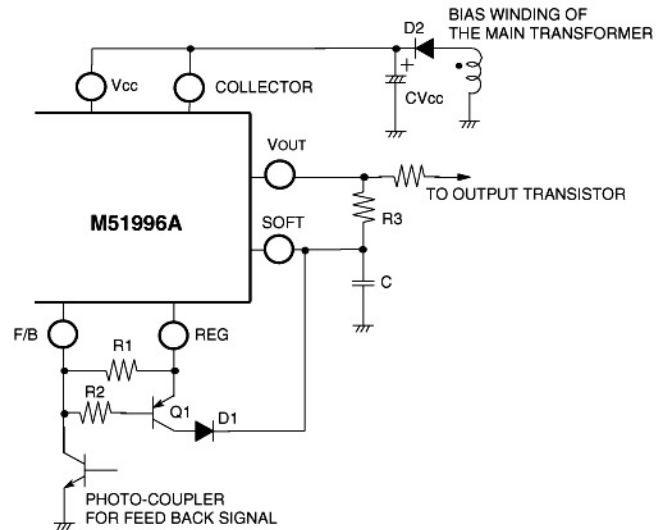 D2
BIAS WINDING OF
THE MAIN TRANSFORMER
Vcc
COLLECTOR
+
CVcc
VOUT
TO OUTPUT TRANSISTOR
R3
M51996A
SOFT
C
F/B
REG
R1
R2
Q1
D1
PHOTO-COUPLER
FOR FEED BACK SIGNAL